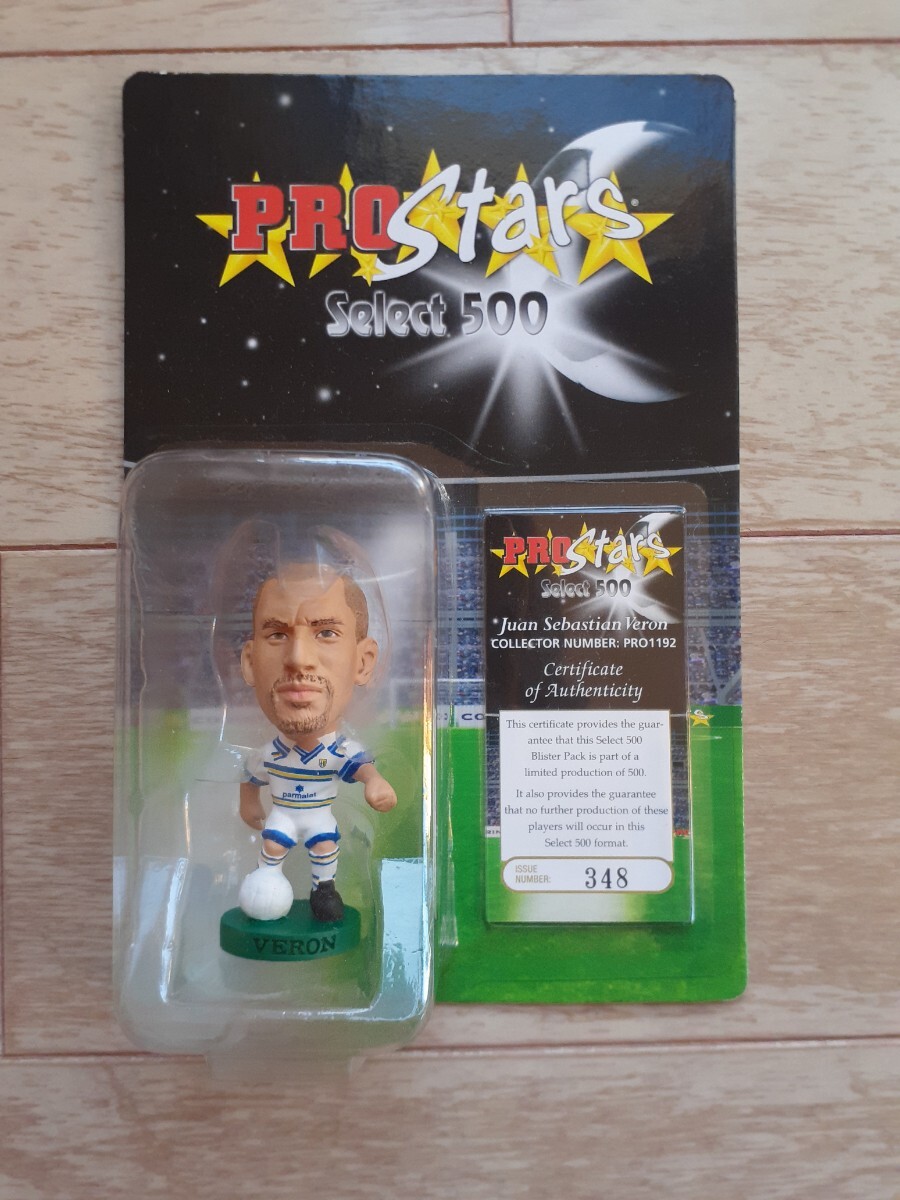 PROStars
Select 500
PROStars
Select 500
Juan Sebastian Veron
COLLECTOR NUMBER: PRO1192
Certificate
of Authenticity
This certificate provides the guar-
antee that this Select 500
Blister Pack is part of a
limited production of 500.
It also provides the guarantee
that no further production of these
players will occur in this
Select 500 format.
ISSUE
NUMBER: 348
parmalat
VERON